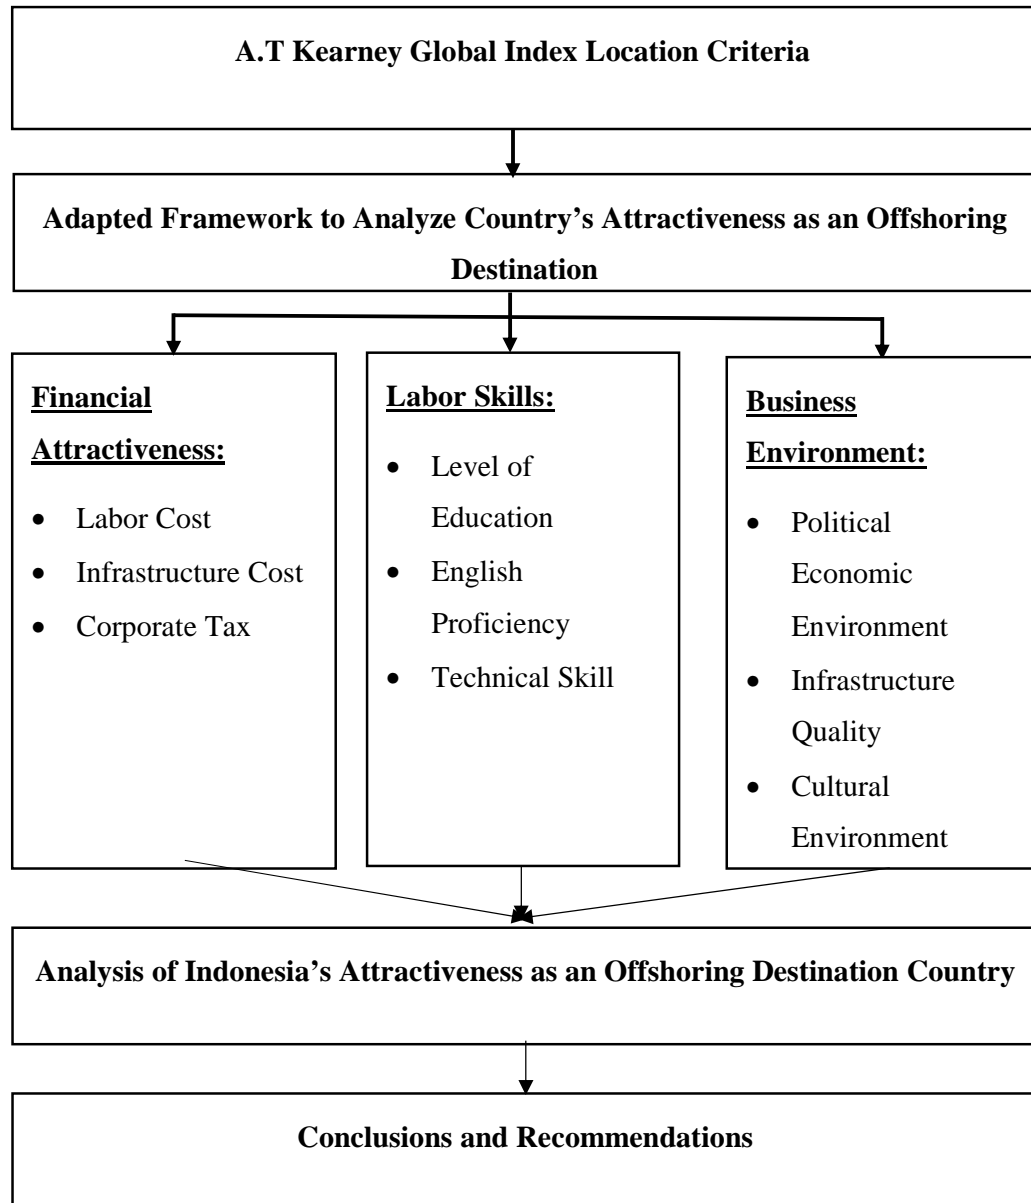 A.T Kearney Global Index Location Criteria
Adapted Framework to Analyze Country’s Attractiveness as an Offshoring
Destination
Financial
Attractiveness:
• Labor Cost
• Infrastructure Cost
• Corporate Tax
Labor Skills:
• Level of
Education
• English
Proficiency
• Technical Skill
Business
Environment:
• Political
Economic
Environment
• Infrastructure
Quality
• Cultural
Environment
Analysis of Indonesia’s Attractiveness as an Offshoring Destination Country
Conclusions and Recommendations